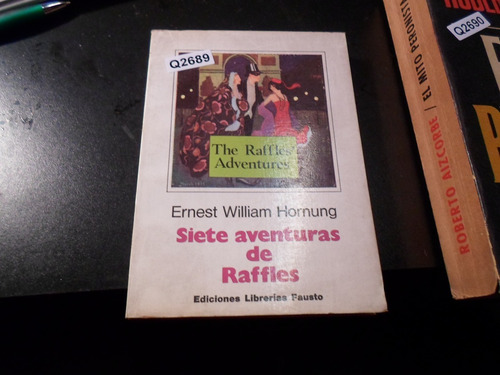 Q2689
The Raffles
Adventures
Ernest William Hornung
Siete aventuras
de
Raffles
Ediciones Librerías Fausto
Q2690
ROBERTO AIZCORBE / EL MITO PERONISTA